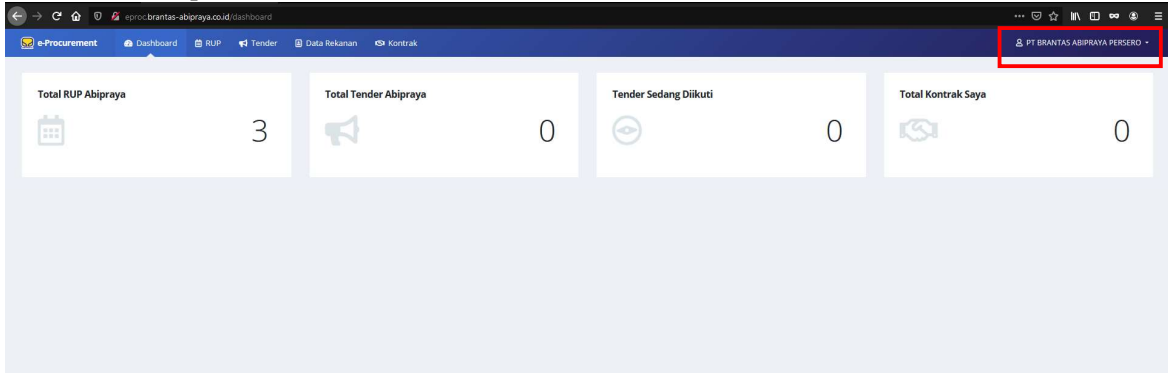 eproc.brantas-abipraya.co.id/dashboard
e-Procurement Dashboard RUP Tender Data Rekanan Kontrak PT BRANTAS ABIPRAYA PERSERO
Total RUP Abipraya
3
Total Tender Abipraya
0
Tender Sedang Diikuti
0
Total Kontrak Saya
0